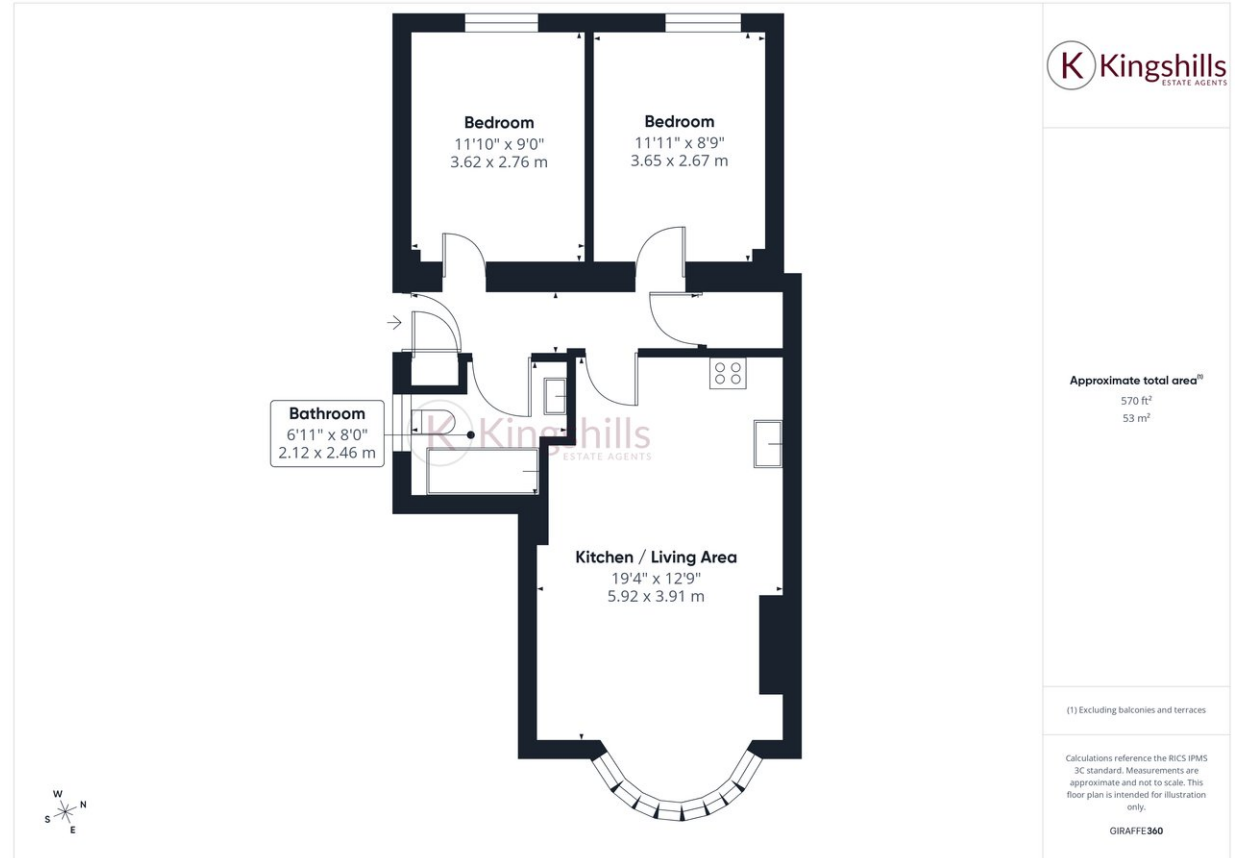 Bedroom
11'10" x 9'0"
3.62 x 2.76 m
Bedroom
11'11" x 8'9"
3.65 x 2.67 m
Bathroom
6'11" x 8'0"
2.12 x 2.46 m
K Kingshills
ESTATE AGENTS
Kitchen / Living Area
19'4" x 12'9"
5.92 x 3.91 m
W
N
S
E
K Kingshills
ESTATE AGENTS
Approximate total area(1)
570 ft²
53 m²
(1) Excluding balconies and terraces
Calculations reference the RICS IPMS
3C standard. Measurements are
approximate and not to scale. This
floor plan is intended for illustration
only.
GIRAFFE360